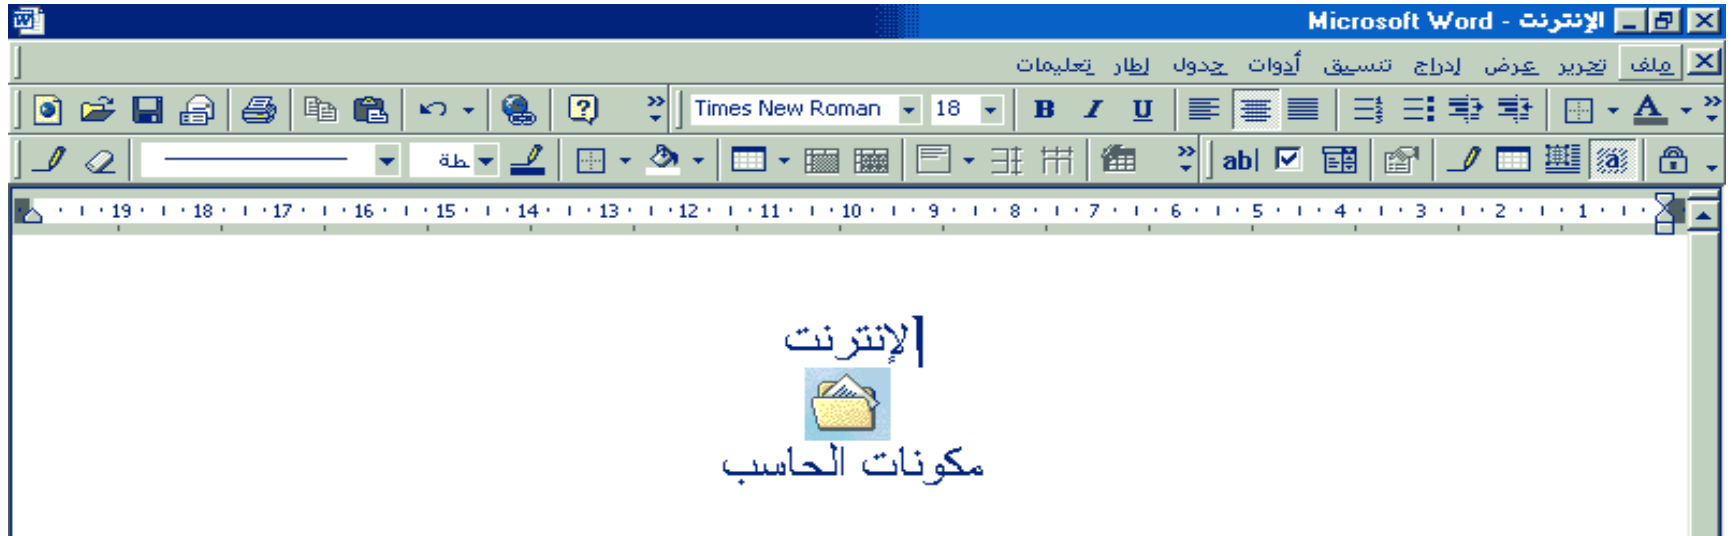 الإنترنت - Microsoft Word
ملف تحرير عرض إدراج تنسيق أدوات جدول إطار تعليمات
Times New Roman 18 B I U A
طة ab| a
19 18 17 16 15 14 13 12 11 10 9 8 7 6 5 4 3 2 1
الإنترنت
مكونات الحاسب